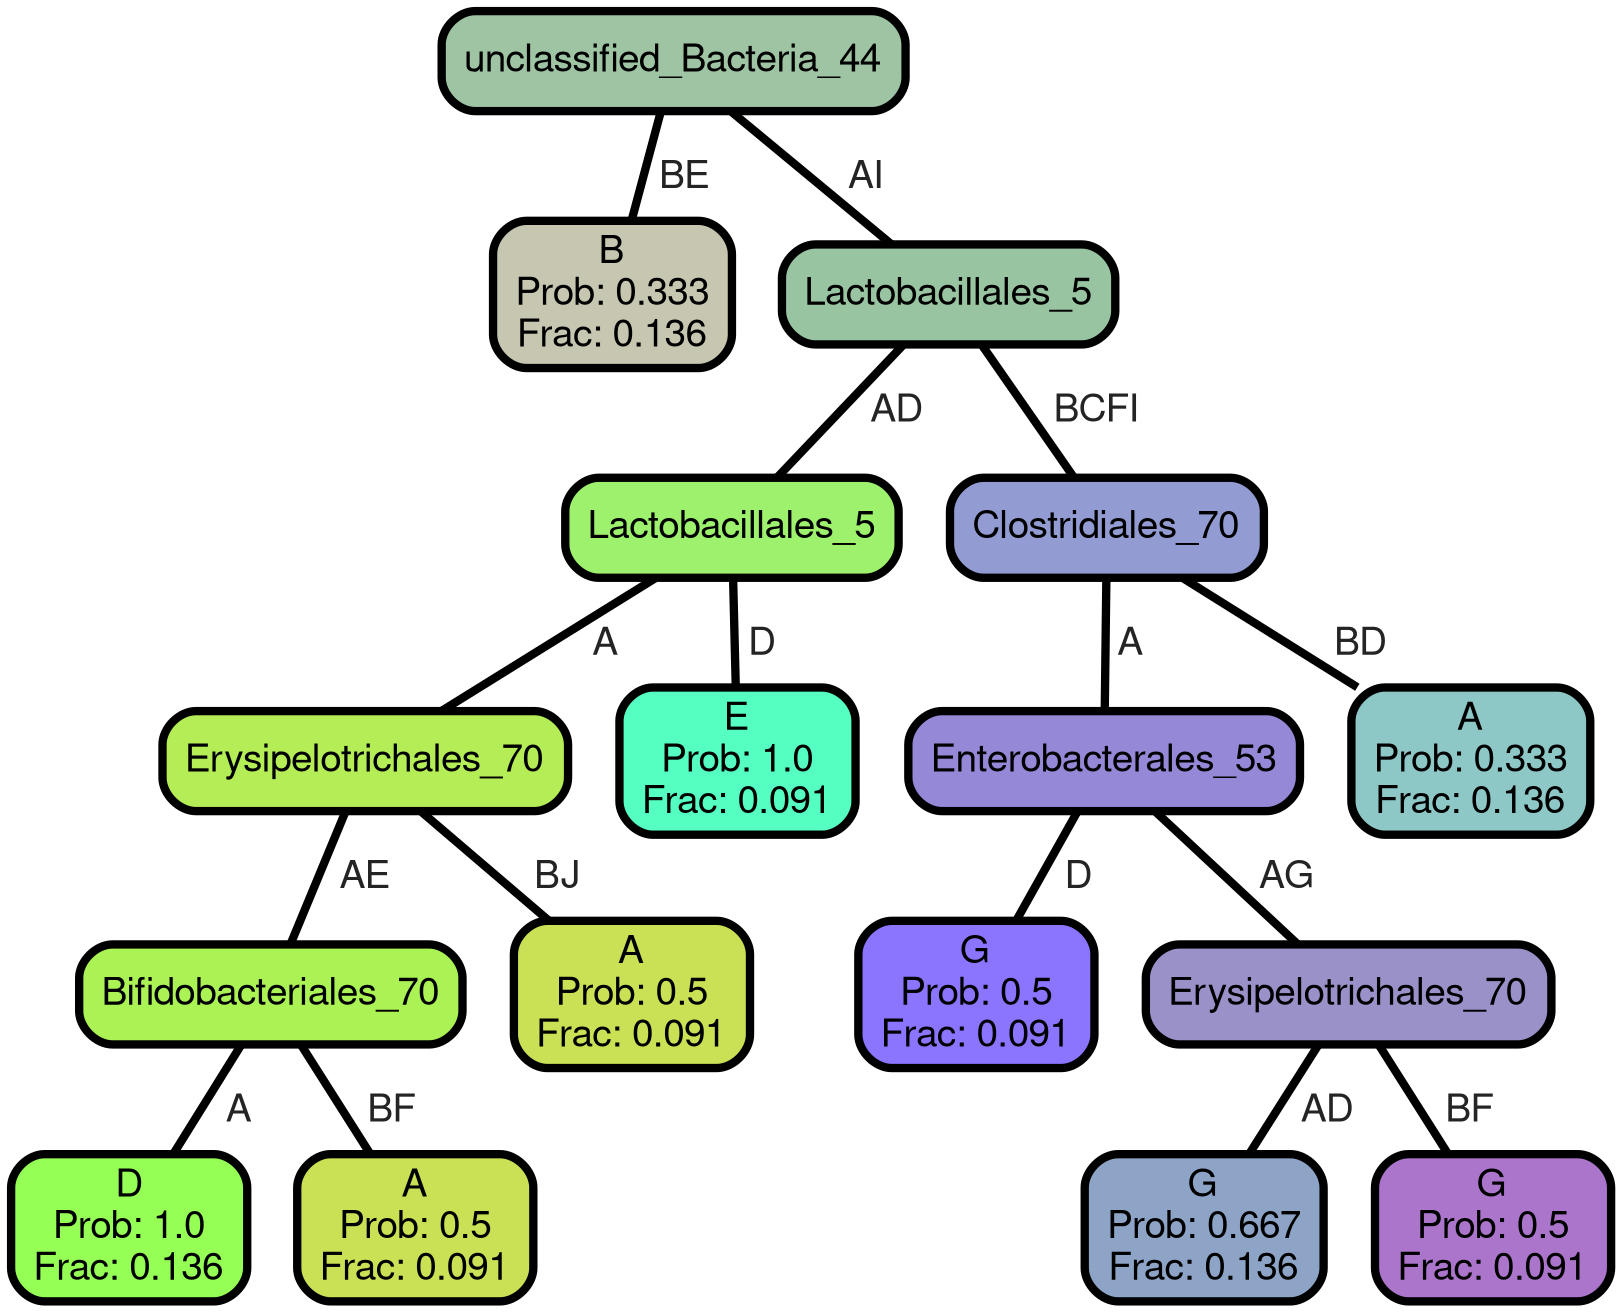 unclassified_Bacteria_44
BE
AI
B
Prob: 0.333
Frac: 0.136
Lactobacillales_5
AD
BCFI
Lactobacillales_5
Clostridiales_70
A
D
A
BD
Erysipelotrichales_70
E
Prob: 1.0
Frac: 0.091
Enterobacterales_53
A
Prob: 0.333
Frac: 0.136
AE
BJ
D
AG
Bifidobacteriales_70
A
Prob: 0.5
Frac: 0.091
G
Prob: 0.5
Frac: 0.091
Erysipelotrichales_70
A
BF
AD
BF
D
Prob: 1.0
Frac: 0.136
A
Prob: 0.5
Frac: 0.091
G
Prob: 0.667
Frac: 0.136
G
Prob: 0.5
Frac: 0.091